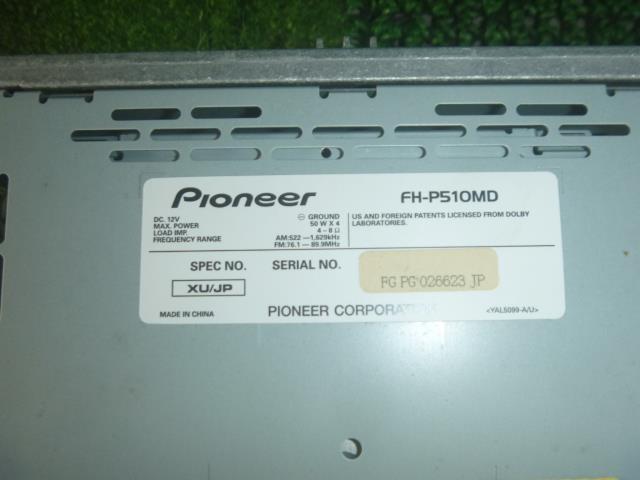 Pioneer
FH-P510MD
DC. 12V ⊖ GROUND
MAX. POWER 50 W X 4
LOAD IMP. 4 – 8 Ω
FREQUENCY RANGE AM:522 –1,629kHz
FM:76.1 – 89.9MHz
US AND FOREIGN PATENTS LICENSED FROM DOLBY
LABORATORIES.
SPEC NO. SERIAL NO.
XU/JP
FG PG 026623 JP
MADE IN CHINA PIONEER CORPORATION <YAL5099-A/U>